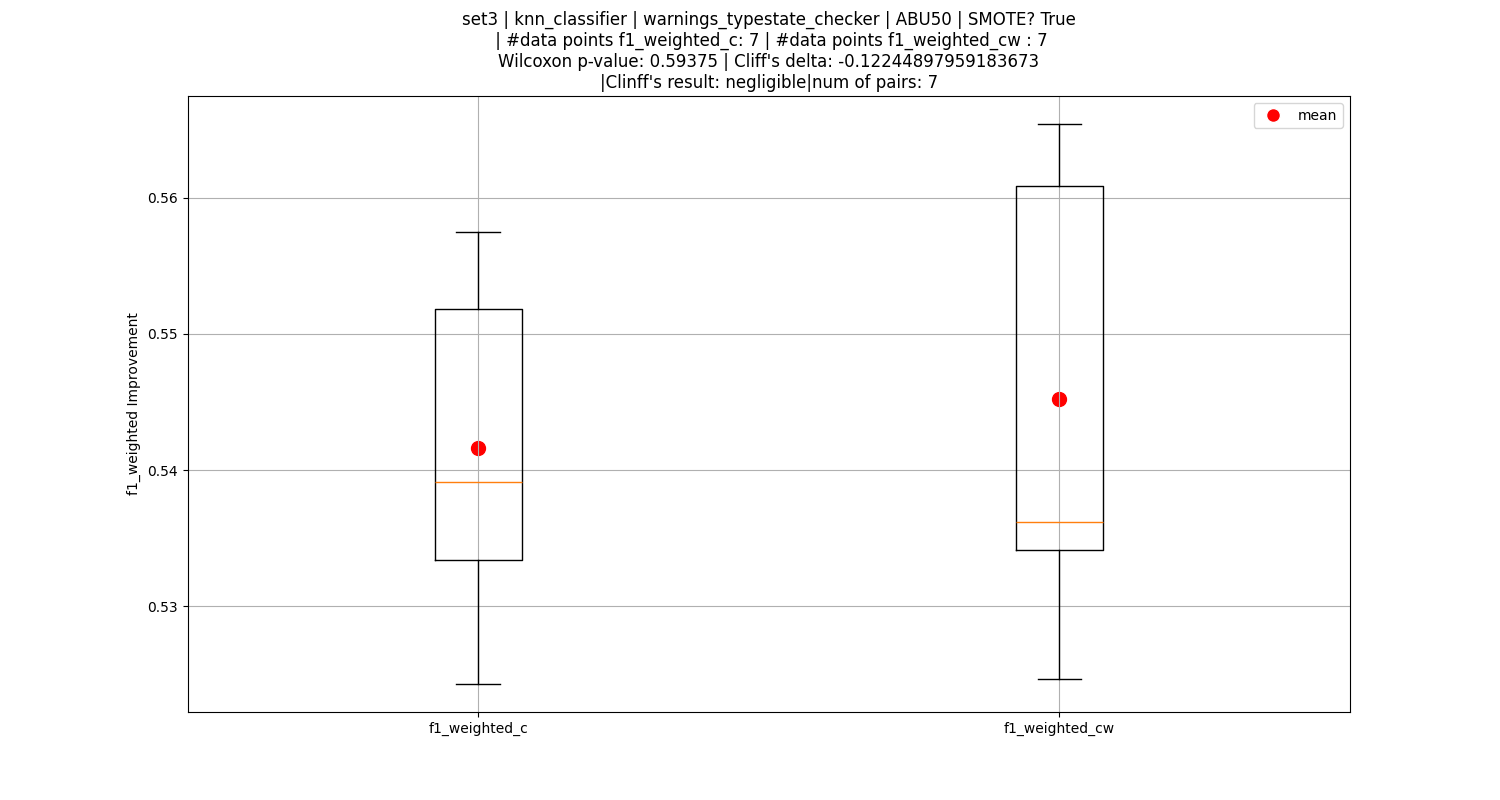 set3 | knn_classifier | warnings_typestate_checker | ABU50 | SMOTE? True
| #data points f1_weighted_c: 7 | #data points f1_weighted_cw : 7
Wilcoxon p-value: 0.59375 | Cliff's delta: -0.12244897959183673
|Clinff's result: negligible|num of pairs: 7
mean
0.56
0.55
0.54
0.53
f1_weighted Improvement
f1_weighted_c
f1_weighted_cw